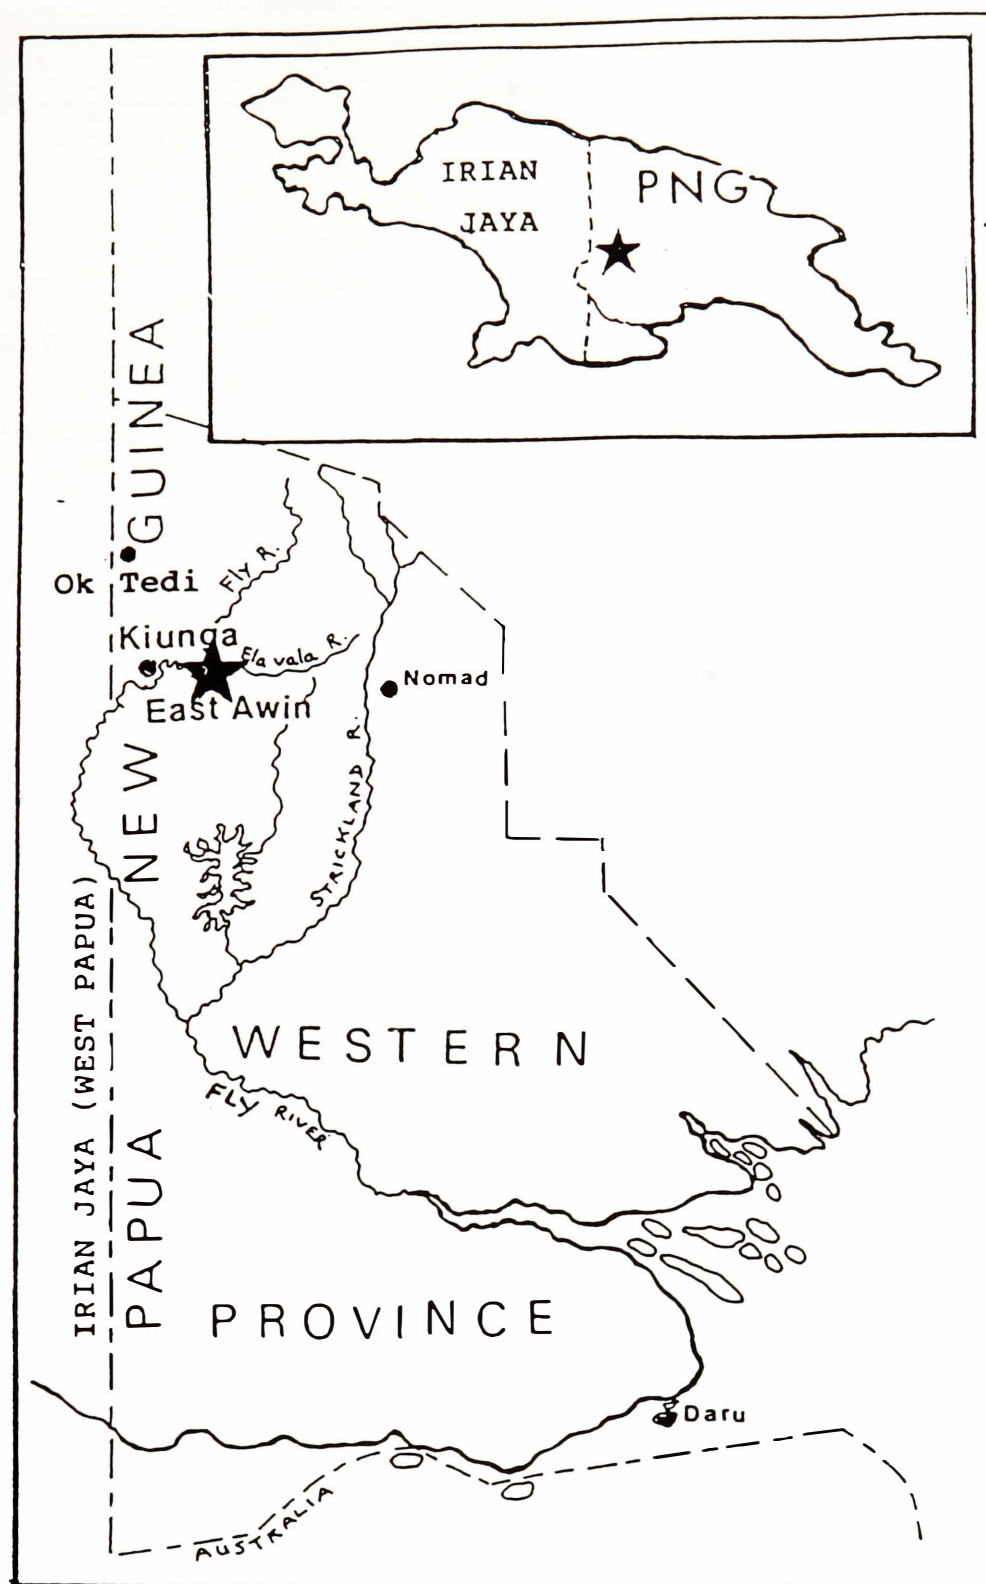 IRIAN
JAYA
PNG
GUINEA
Ok Tedi
FLY R.
Kiunga
Elavala R.
East Awin
Nomad
NEW
STRICKLAND R.
IRIAN JAYA (WEST PAPUA)
WESTERN
FLY RIVER
PAPUA
PROVINCE
Daru
AUSTRALIA